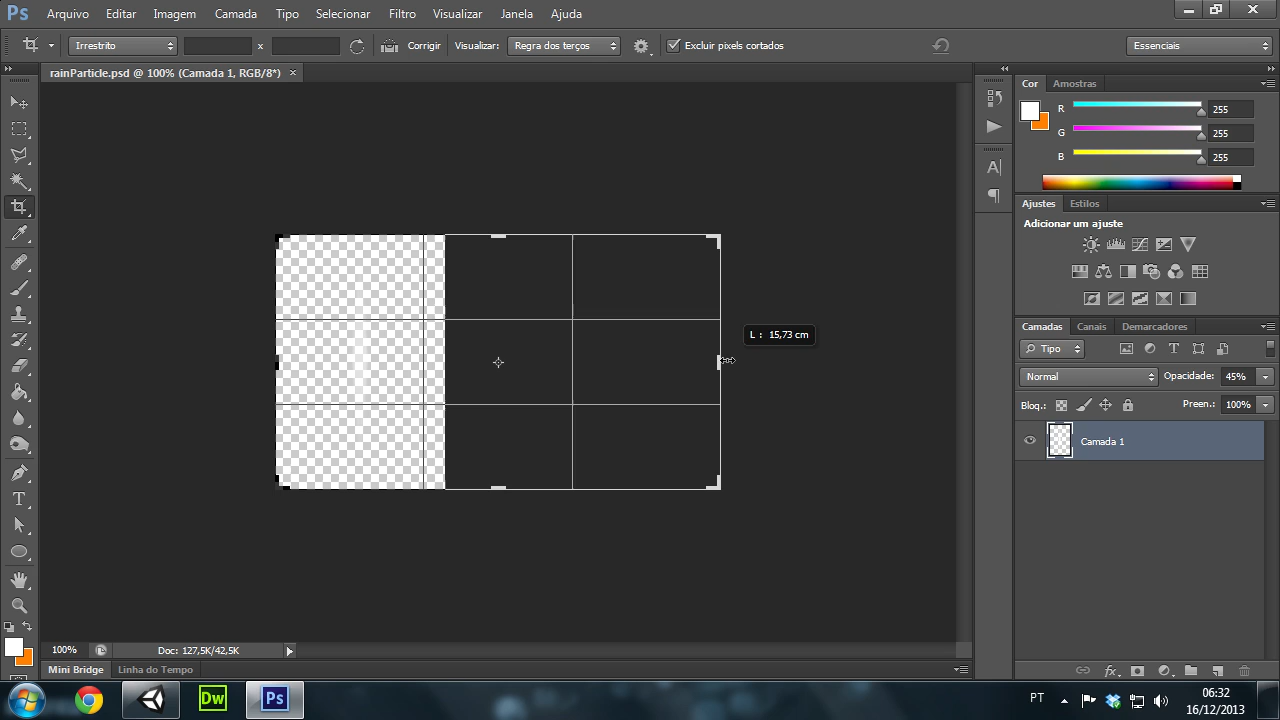 Ps Arquivo Editar Imagem Camada Tipo Selecionar Filtro Visualizar Janela Ajuda
Irrestrito x Corrigir Visualizar: Regra dos terços Excluir pixels cortados Essenciais
rainParticle.psd @ 100% (Camada 1, RGB/8*) ×
Cor Amostras
R 255
G 255
B 255
Ajustes Estilos
Adicionar um ajuste
L : 15,73 cm
Camadas Canais Demarcadores
Tipo
Normal Opacidade: 45%
Bloq.: Preen.: 100%
Camada 1
100% Doc: 127,5K/42,5K
Mini Bridge Linha do Tempo
Dw Ps PT 06:32
16/12/2013